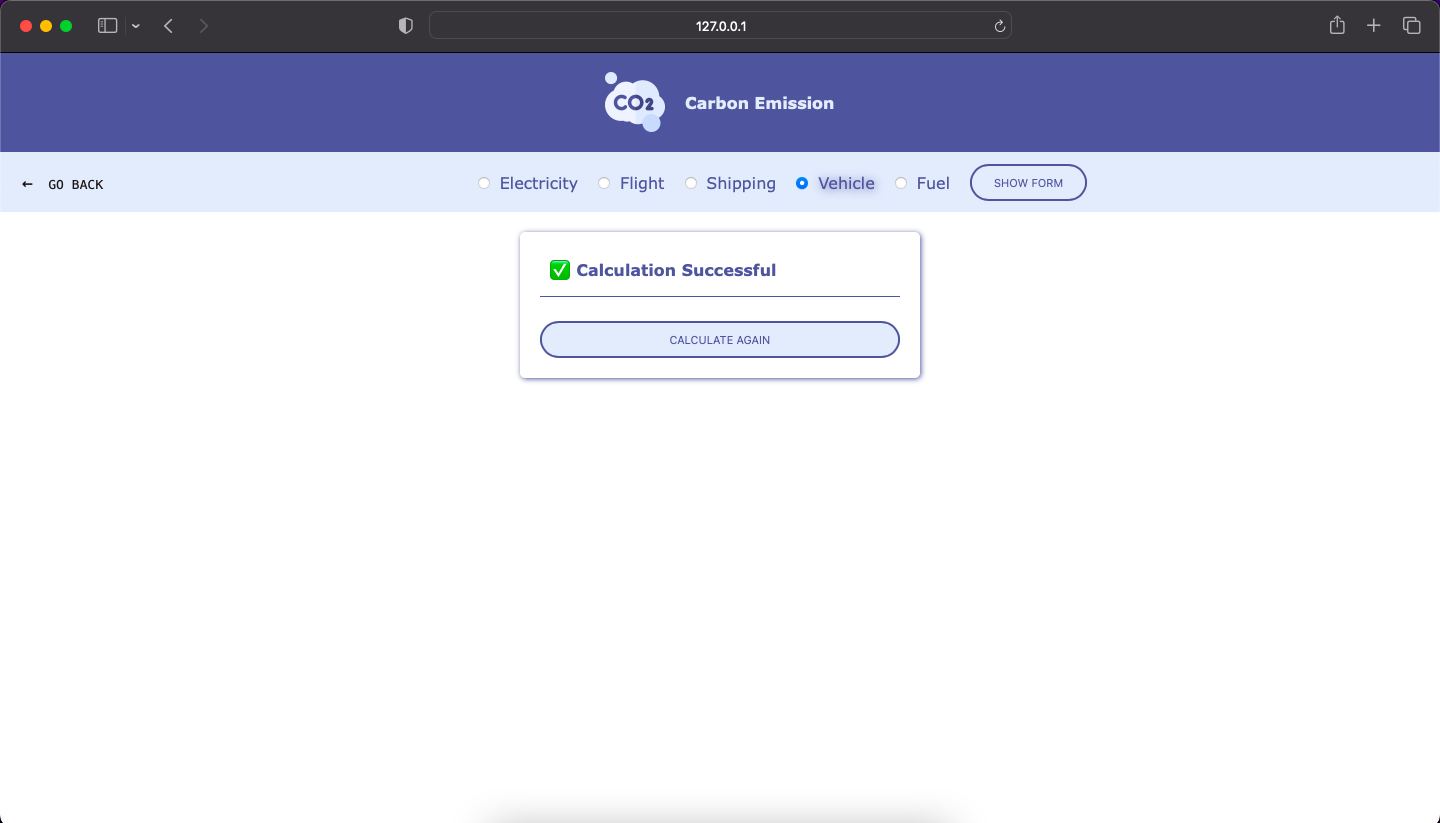 127.0.0.1
CO2 Carbon Emission
← GO BACK Electricity Flight Shipping Vehicle Fuel SHOW FORM
✅ Calculation Successful
CALCULATE AGAIN